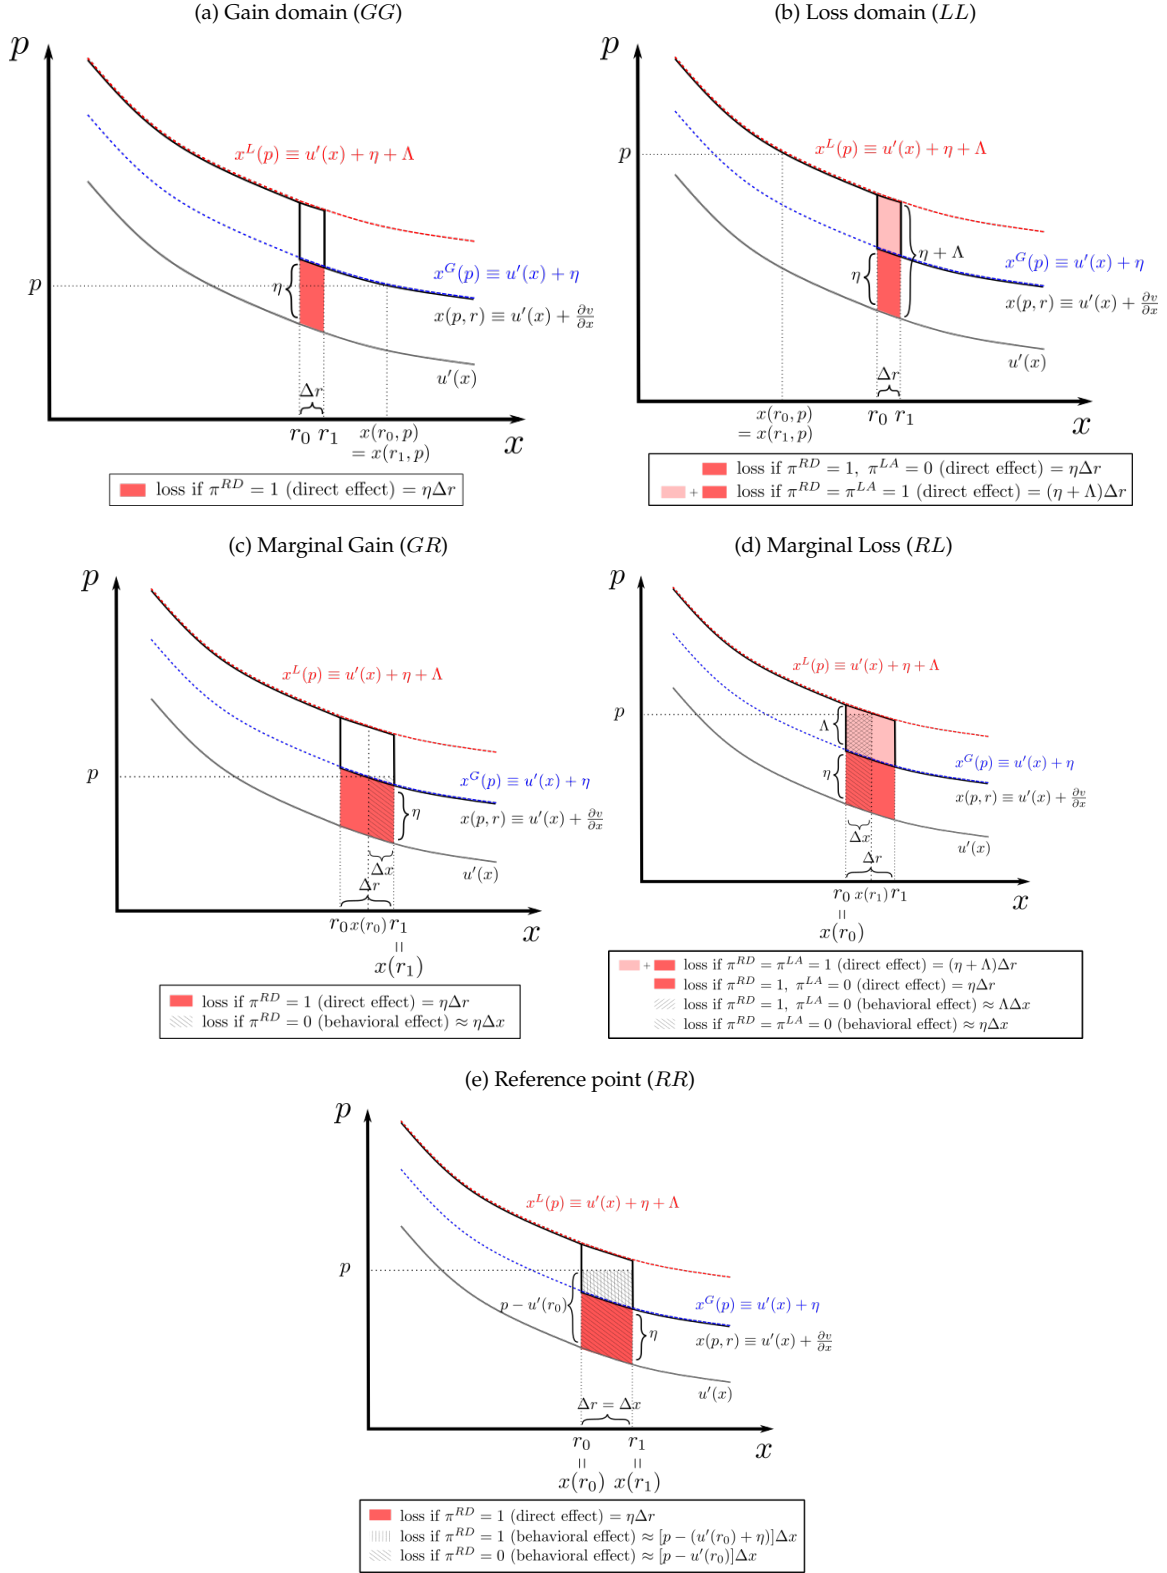 (a) Gain domain (GG)
p
x^L(p) ≡ u′(x) + η + Λ
x^G(p) ≡ u′(x) + η
p
η
x(p, r) ≡ u′(x) + ∂v/∂x
u′(x)
Δr
r₀ r₁ x(r₀, p)
= x(r₁, p)
x
loss if π^RD = 1 (direct effect) = ηΔr
(b) Loss domain (LL)
p
p
x^L(p) ≡ u′(x) + η + Λ
η + Λ
x^G(p) ≡ u′(x) + η
η
x(p, r) ≡ u′(x) + ∂v/∂x
u′(x)
Δr
x(r₀, p)
= x(r₁, p)
r₀ r₁
x
loss if π^RD = 1, π^LA = 0 (direct effect) = ηΔr
+ loss if π^RD = π^LA = 1 (direct effect) = (η + Λ)Δr
(c) Marginal Gain (GR)
p
x^L(p) ≡ u′(x) + η + Λ
p
x^G(p) ≡ u′(x) + η
η
x(p, r) ≡ u′(x) + ∂v/∂x
u′(x)
Δx
Δr
r₀ x(r₀) r₁
x
=
x(r₁)
loss if π^RD = 1 (direct effect) = ηΔr
loss if π^RD = 0 (behavioral effect) ≈ ηΔx
(d) Marginal Loss (RL)
p
x^L(p) ≡ u′(x) + η + Λ
p
Λ
x^G(p) ≡ u′(x) + η
η
x(p, r) ≡ u′(x) + ∂v/∂x
u′(x)
Δx
Δr
r₀ x(r₁) r₁
x
=
x(r₀)
+ loss if π^RD = π^LA = 1 (direct effect) = (η + Λ)Δr
loss if π^RD = 1, π^LA = 0 (direct effect) = ηΔr
loss if π^RD = 1, π^LA = 0 (behavioral effect) ≈ ΛΔx
loss if π^RD = π^LA = 0 (behavioral effect) ≈ ηΔx
(e) Reference point (RR)
p
x^L(p) ≡ u′(x) + η + Λ
p
p − u′(r₀)
x^G(p) ≡ u′(x) + η
η
x(p, r) ≡ u′(x) + ∂v/∂x
u′(x)
Δr = Δx
r₀ r₁
x
= =
x(r₀) x(r₁)
loss if π^RD = 1 (direct effect) = ηΔr
loss if π^RD = 1 (behavioral effect) ≈ [p − (u′(r₀) + η)]Δx
loss if π^RD = 0 (behavioral effect) ≈ [p − u′(r₀)]Δx